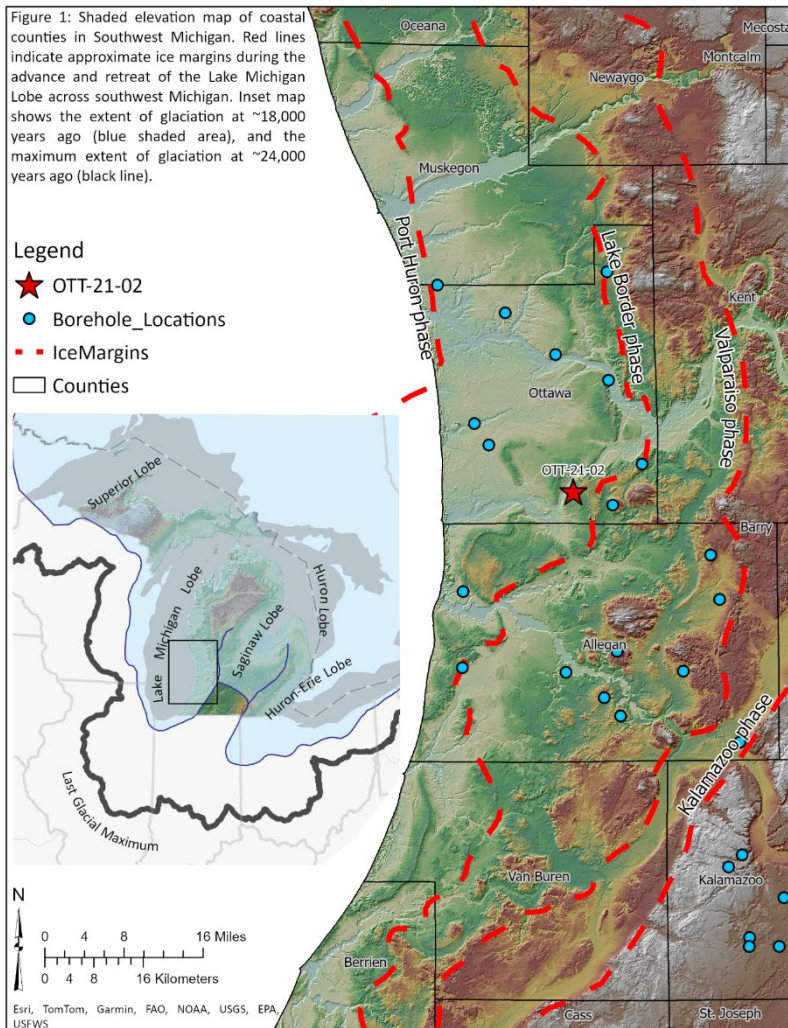 Figure 1: Shaded elevation map of coastal
counties in Southwest Michigan. Red lines
indicate approximate ice margins during the
advance and retreat of the Lake Michigan
Lobe across southwest Michigan. Inset map
shows the extent of glaciation at ~18,000
years ago (blue shaded area), and the
maximum extent of glaciation at ~24,000
years ago (black line).
Oceana
Mecosta
Montcalm
Newaygo
Muskegon
Port Huron phase
Lake Border phase
Kent
Valparaiso phase
Ottawa
OTT-21-02
Barry
Allegan
Kalamazoo phase
Van Buren
Kalamazoo
Berrien
Cass
St. Joseph
Legend
OTT-21-02
Borehole_Locations
IceMargins
Counties
Superior Lobe
Lake Michigan Lobe
Huron Lobe
Saginaw Lobe
Huron-Erie Lobe
Last Glacial Maximum
N
0 4 8 16 Miles
0 4 8 16 Kilometers
Esri, TomTom, Garmin, FAO, NOAA, USGS, EPA,
USFWS